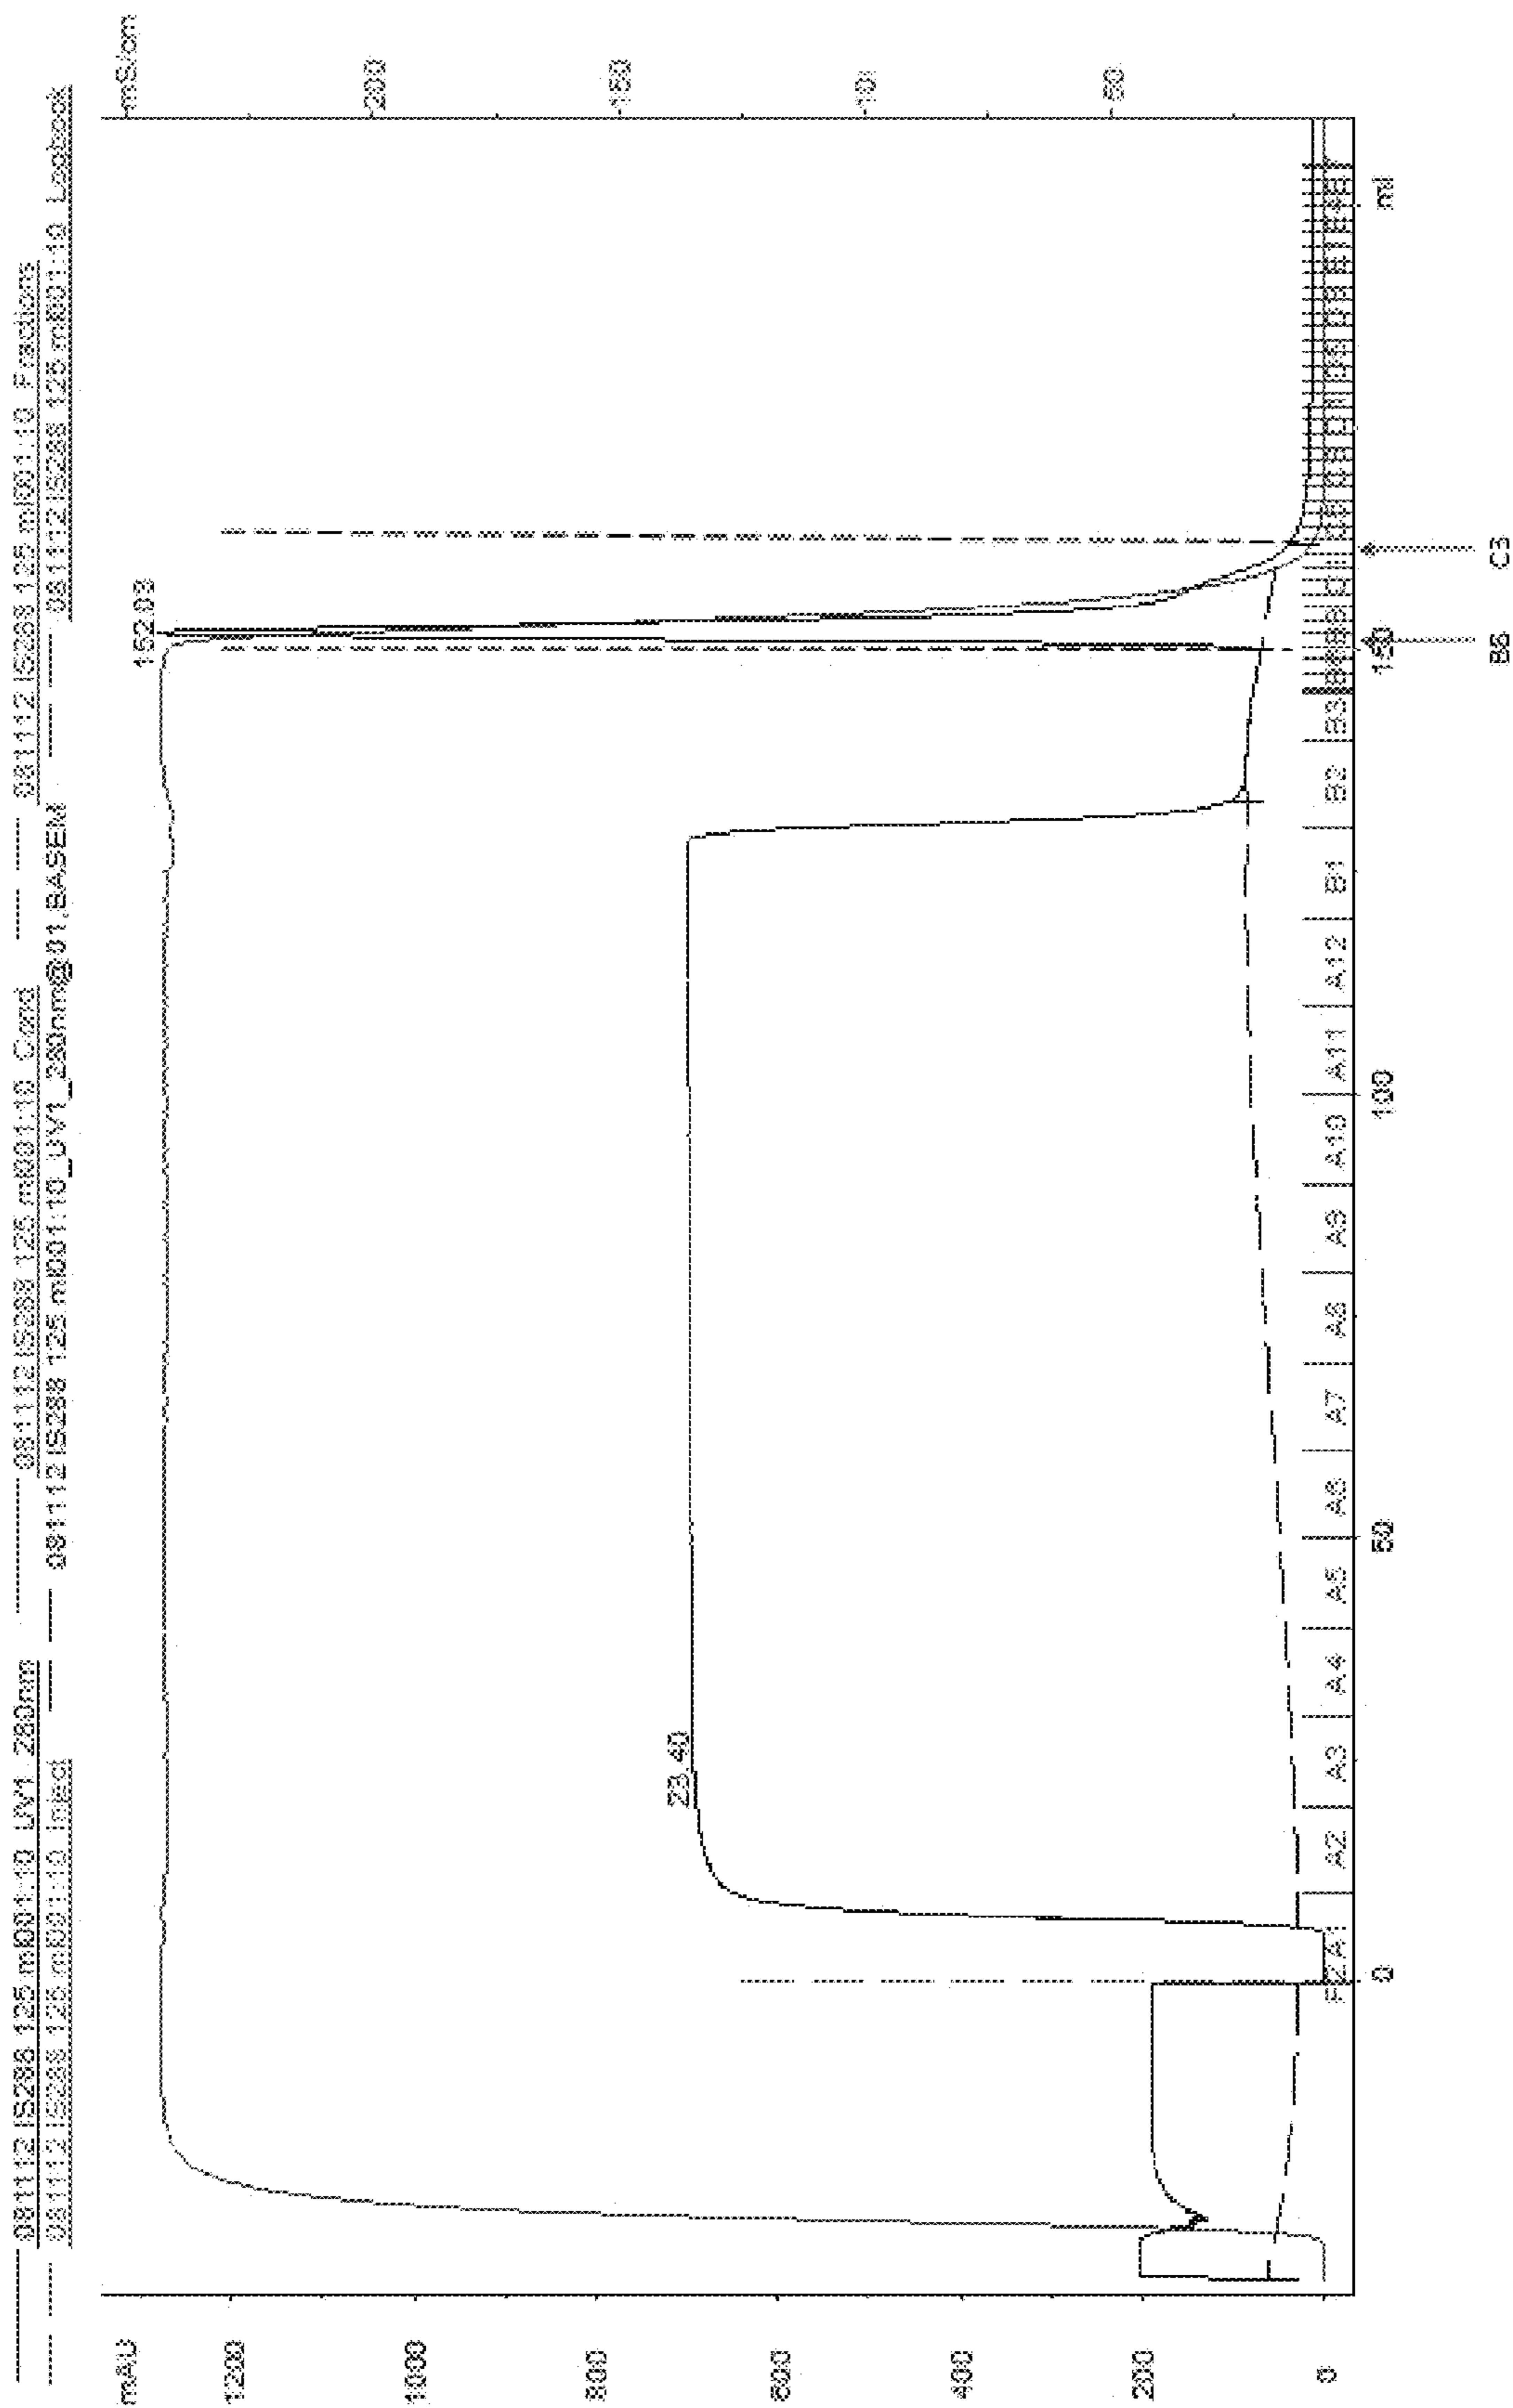 081112 IS288 125 ml001:10_UV1_280nm
081112 IS288 125 ml001:10_Cond
081112 IS288 125 ml001:10_Fractions
081112 IS288 125 ml001:10_Inject
081112 IS288 125 ml001:10_UV1_280nm@01,BASEM
081112 IS288 125 ml001:10_Logbook
mAU
1200
1000
800
600
400
200
0
mS/cm
200
150
50
23.40
152.03
F2 A1 A2 A3 A4 A5 A6 A7 A8 A9 A10 A11 A12 B1 B2 B3
0
50
100
150
ml
C3